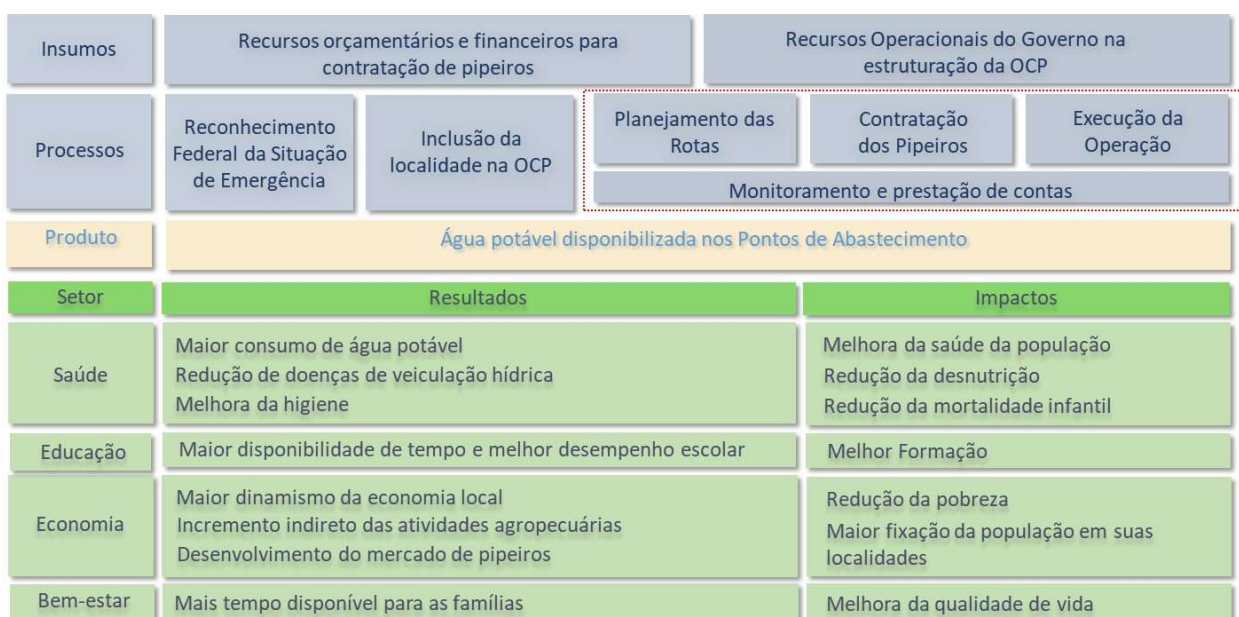 Insumos
Recursos orçamentários e financeiros para
contratação de pipeiros
Recursos Operacionais do Governo na
estruturação da OCP
Processos
Reconhecimento
Federal da Situação
de Emergência
Inclusão da
localidade na OCP
Planejamento das
Rotas
Contratação
dos Pipeiros
Execução da
Operação
Monitoramento e prestação de contas
Produto
Água potável disponibilizada nos Pontos de Abastecimento
Setor
Resultados
Impactos
Saúde
Maior consumo de água potável
Redução de doenças de veiculação hídrica
Melhora da higiene
Melhora da saúde da população
Redução da desnutrição
Redução da mortalidade infantil
Educação
Maior disponibilidade de tempo e melhor desempenho escolar
Melhor Formação
Economia
Maior dinamismo da economia local
Incremento indireto das atividades agropecuárias
Desenvolvimento do mercado de pipeiros
Redução da pobreza
Maior fixação da população em suas
localidades
Bem-estar
Mais tempo disponível para as famílias
Melhora da qualidade de vida